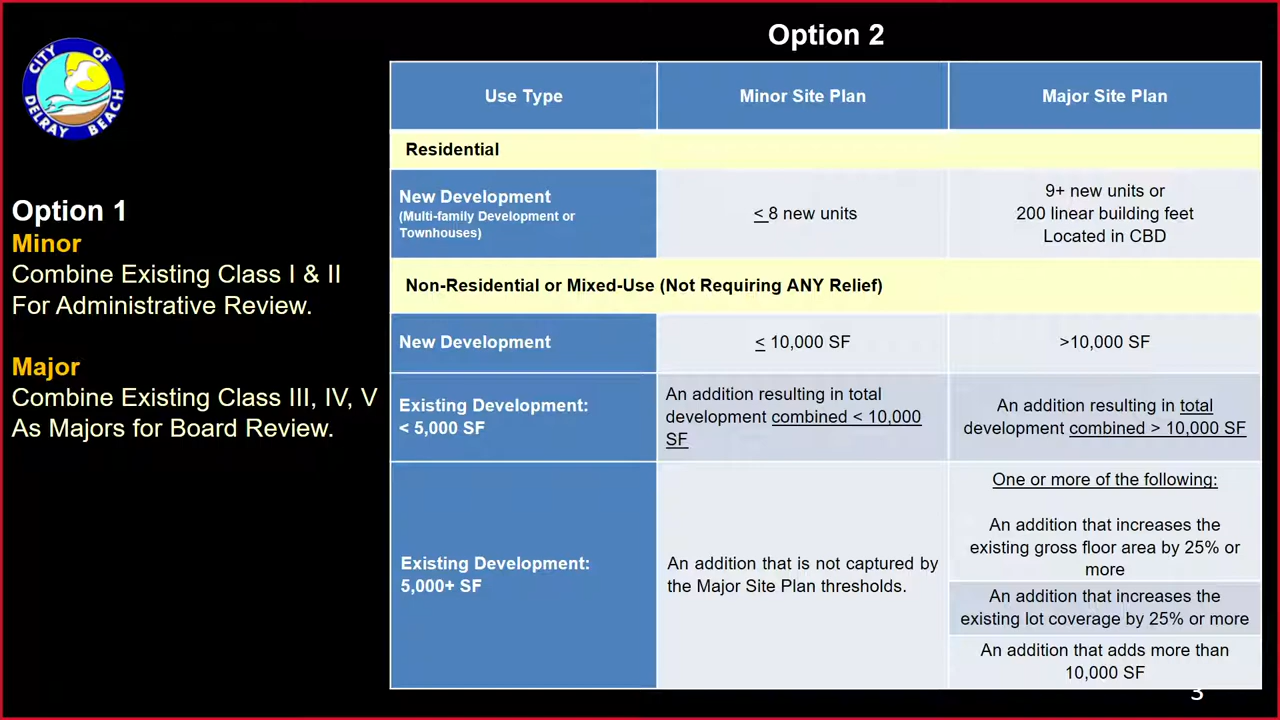 CITY OF
DELRAY BEACH
Option 1
Minor
Combine Existing Class I & II
For Administrative Review.
Major
Combine Existing Class III, IV, V
As Majors for Board Review.
Option 2
Use Type
Minor Site Plan
Major Site Plan
Residential
New Development
(Multi-family Development or
Townhouses)
< 8 new units
9+ new units or
200 linear building feet
Located in CBD
Non-Residential or Mixed-Use (Not Requiring ANY Relief)
New Development
< 10,000 SF
>10,000 SF
Existing Development:
< 5,000 SF
An addition resulting in total
development combined < 10,000
SF
An addition resulting in total
development combined > 10,000 SF
Existing Development:
5,000+ SF
An addition that is not captured by
the Major Site Plan thresholds.
One or more of the following:
An addition that increases the
existing gross floor area by 25% or
more
An addition that increases the
existing lot coverage by 25% or more
An addition that adds more than
10,000 SF
3